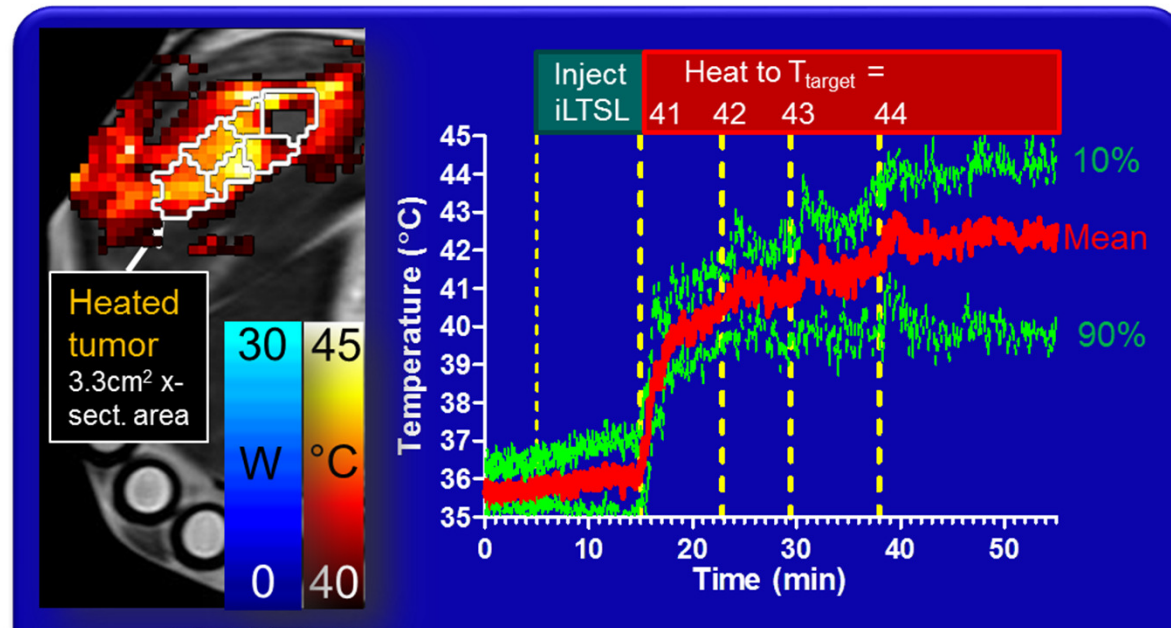 Inject
iLTSL
Heat to Ttarget =
41 42 43 44
Heated
tumor
3.3cm² x-
sect. area
30 45
W °C
0 40
Temperature (°C)
45
44
43
42
41
40
39
38
37
36
35
10%
Mean
90%
0 10 20 30 40 50
Time (min)